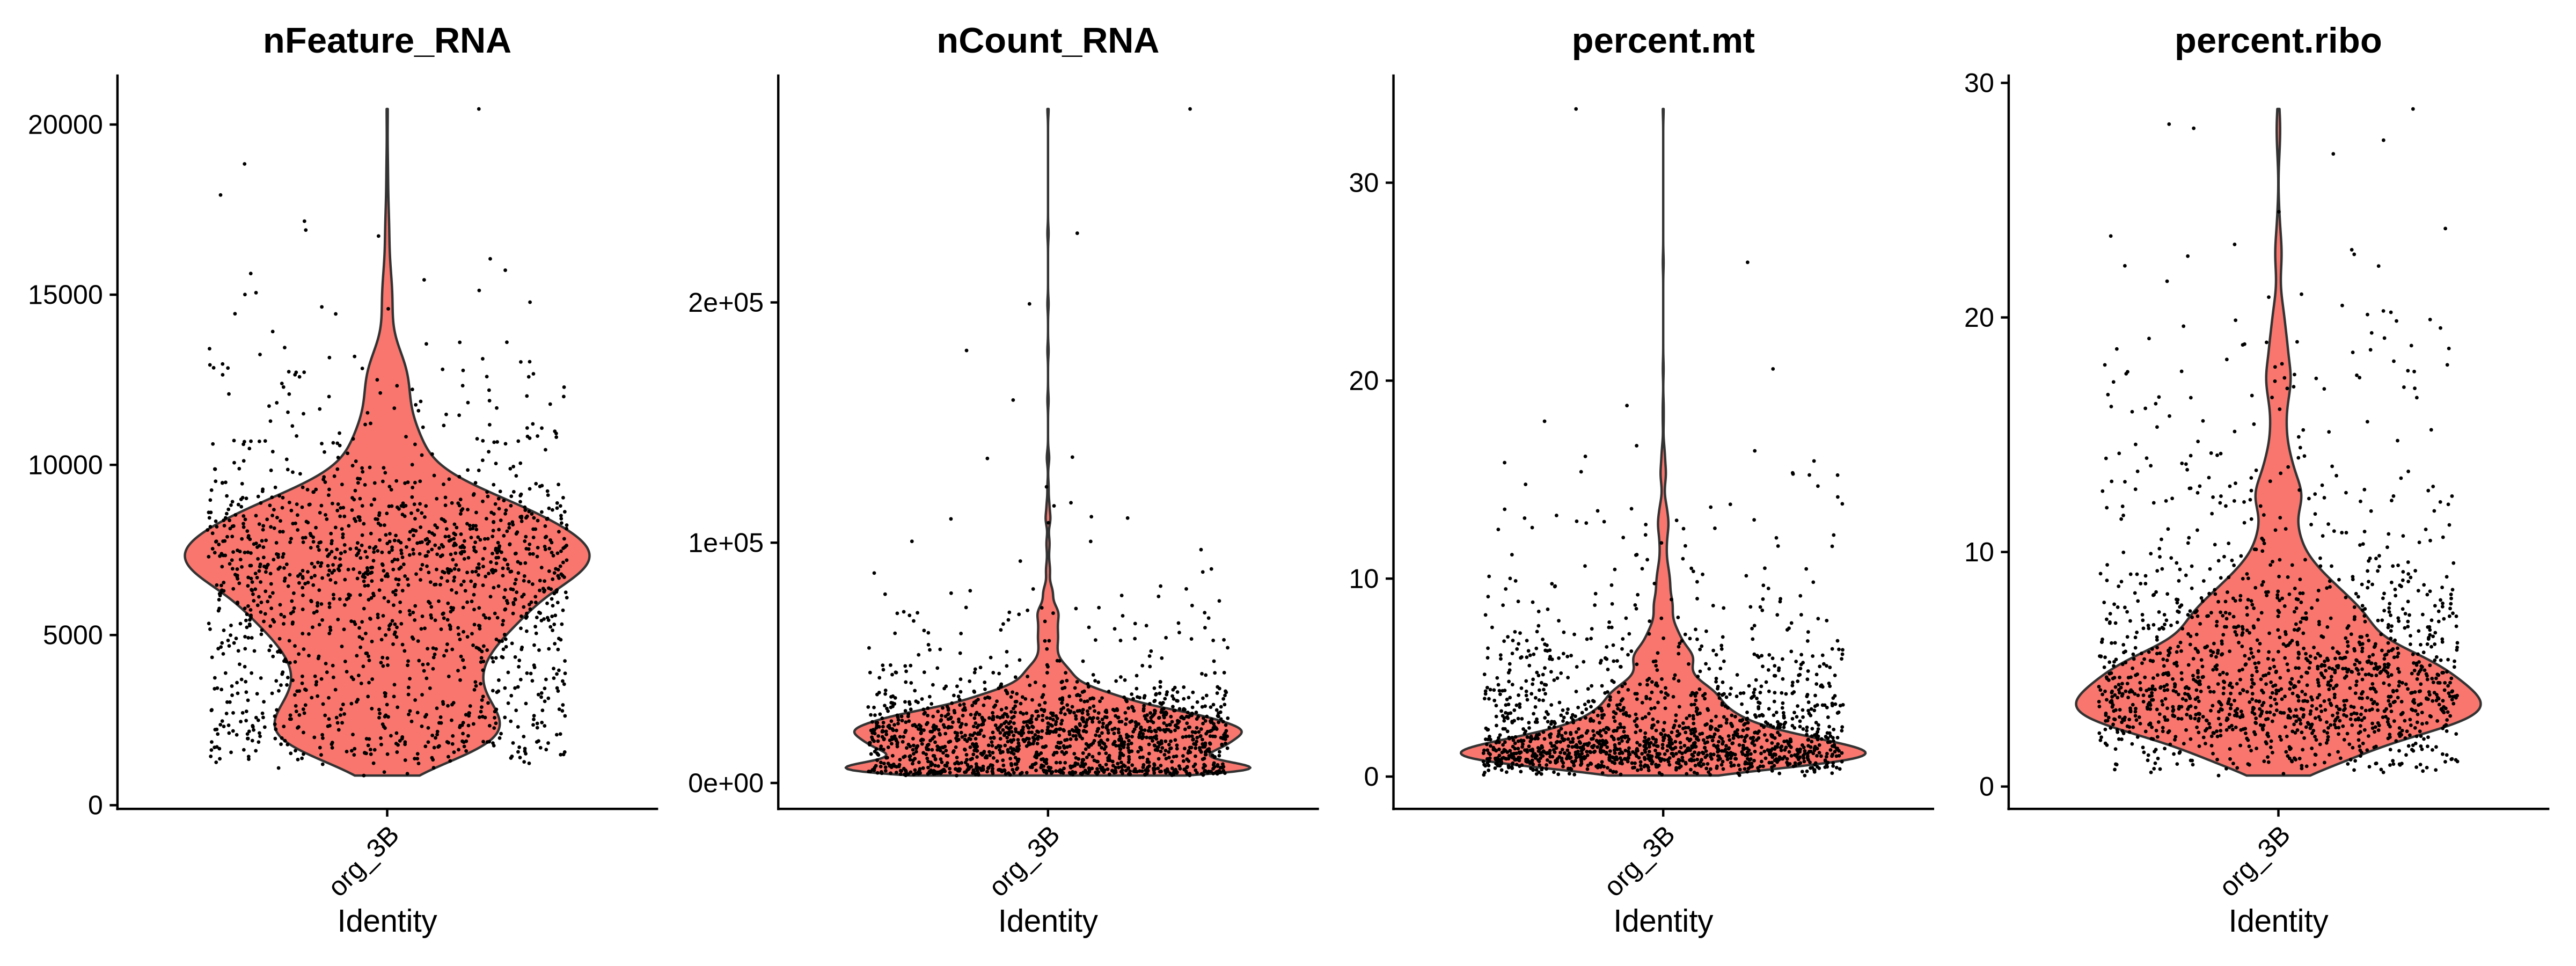 nFeature_RNA
20000
15000
10000
5000
0
org_3B
Identity
nCount_RNA
2e+05
1e+05
0e+00
org_3B
Identity
percent.mt
30
20
10
0
org_3B
Identity
percent.ribo
30
20
10
0
org_3B
Identity